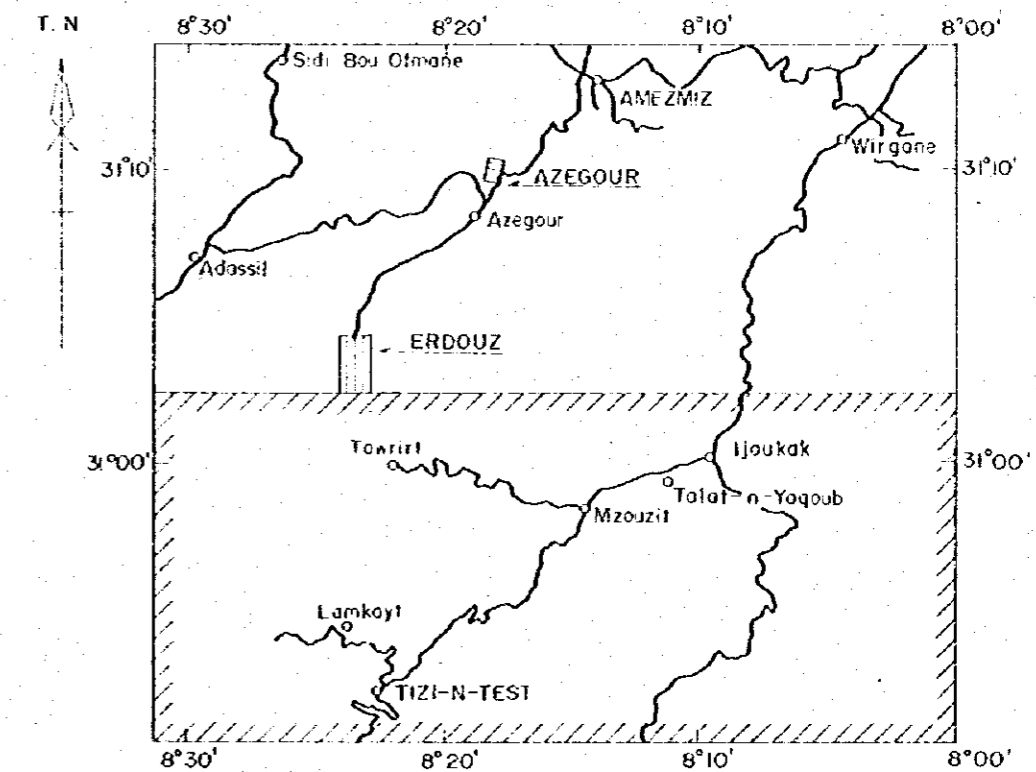 T. N
8°30' 8°20' 8°10' 8°00'
Sidi Bou Otmane
AMEZMIZ
Wirgane
31°10' 31°10'
AZEGOUR
Azegour
Adassil
ERDOUZ
31°00' 31°00'
Tawrirt
Ijoukak
Talat-n-Yaqoub
Mzouzit
Lamkayt
TIZI-N-TEST
8°30' 8°20' 8°10' 8°00'